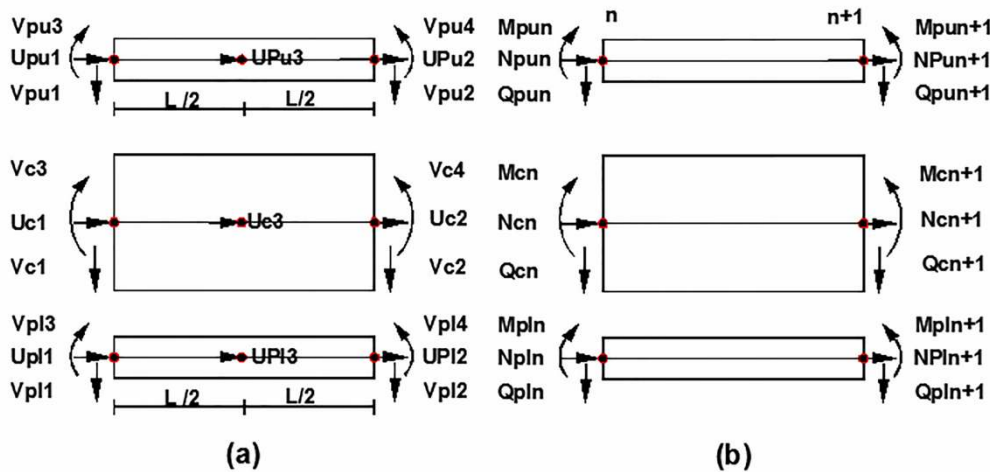 Vpu3
Vpu4
Upu1
UPu3
UPu2
Vpu1
Vpu2
L /2
L/2
Vc3
Vc4
Uc1
Uc3
Uc2
Vc1
Vc2
Vpl3
Vpl4
Upl1
UPl3
UPl2
Vpl1
Vpl2
L /2
L/2
(a)
n
n+1
Mpun
Mpun+1
Npun
NPun+1
Qpun
Qpun+1
Mcn
Mcn+1
Ncn
Ncn+1
Qcn
Qcn+1
Mpln
Mpln+1
Npln
NPln+1
Qpln
Qpln+1
(b)